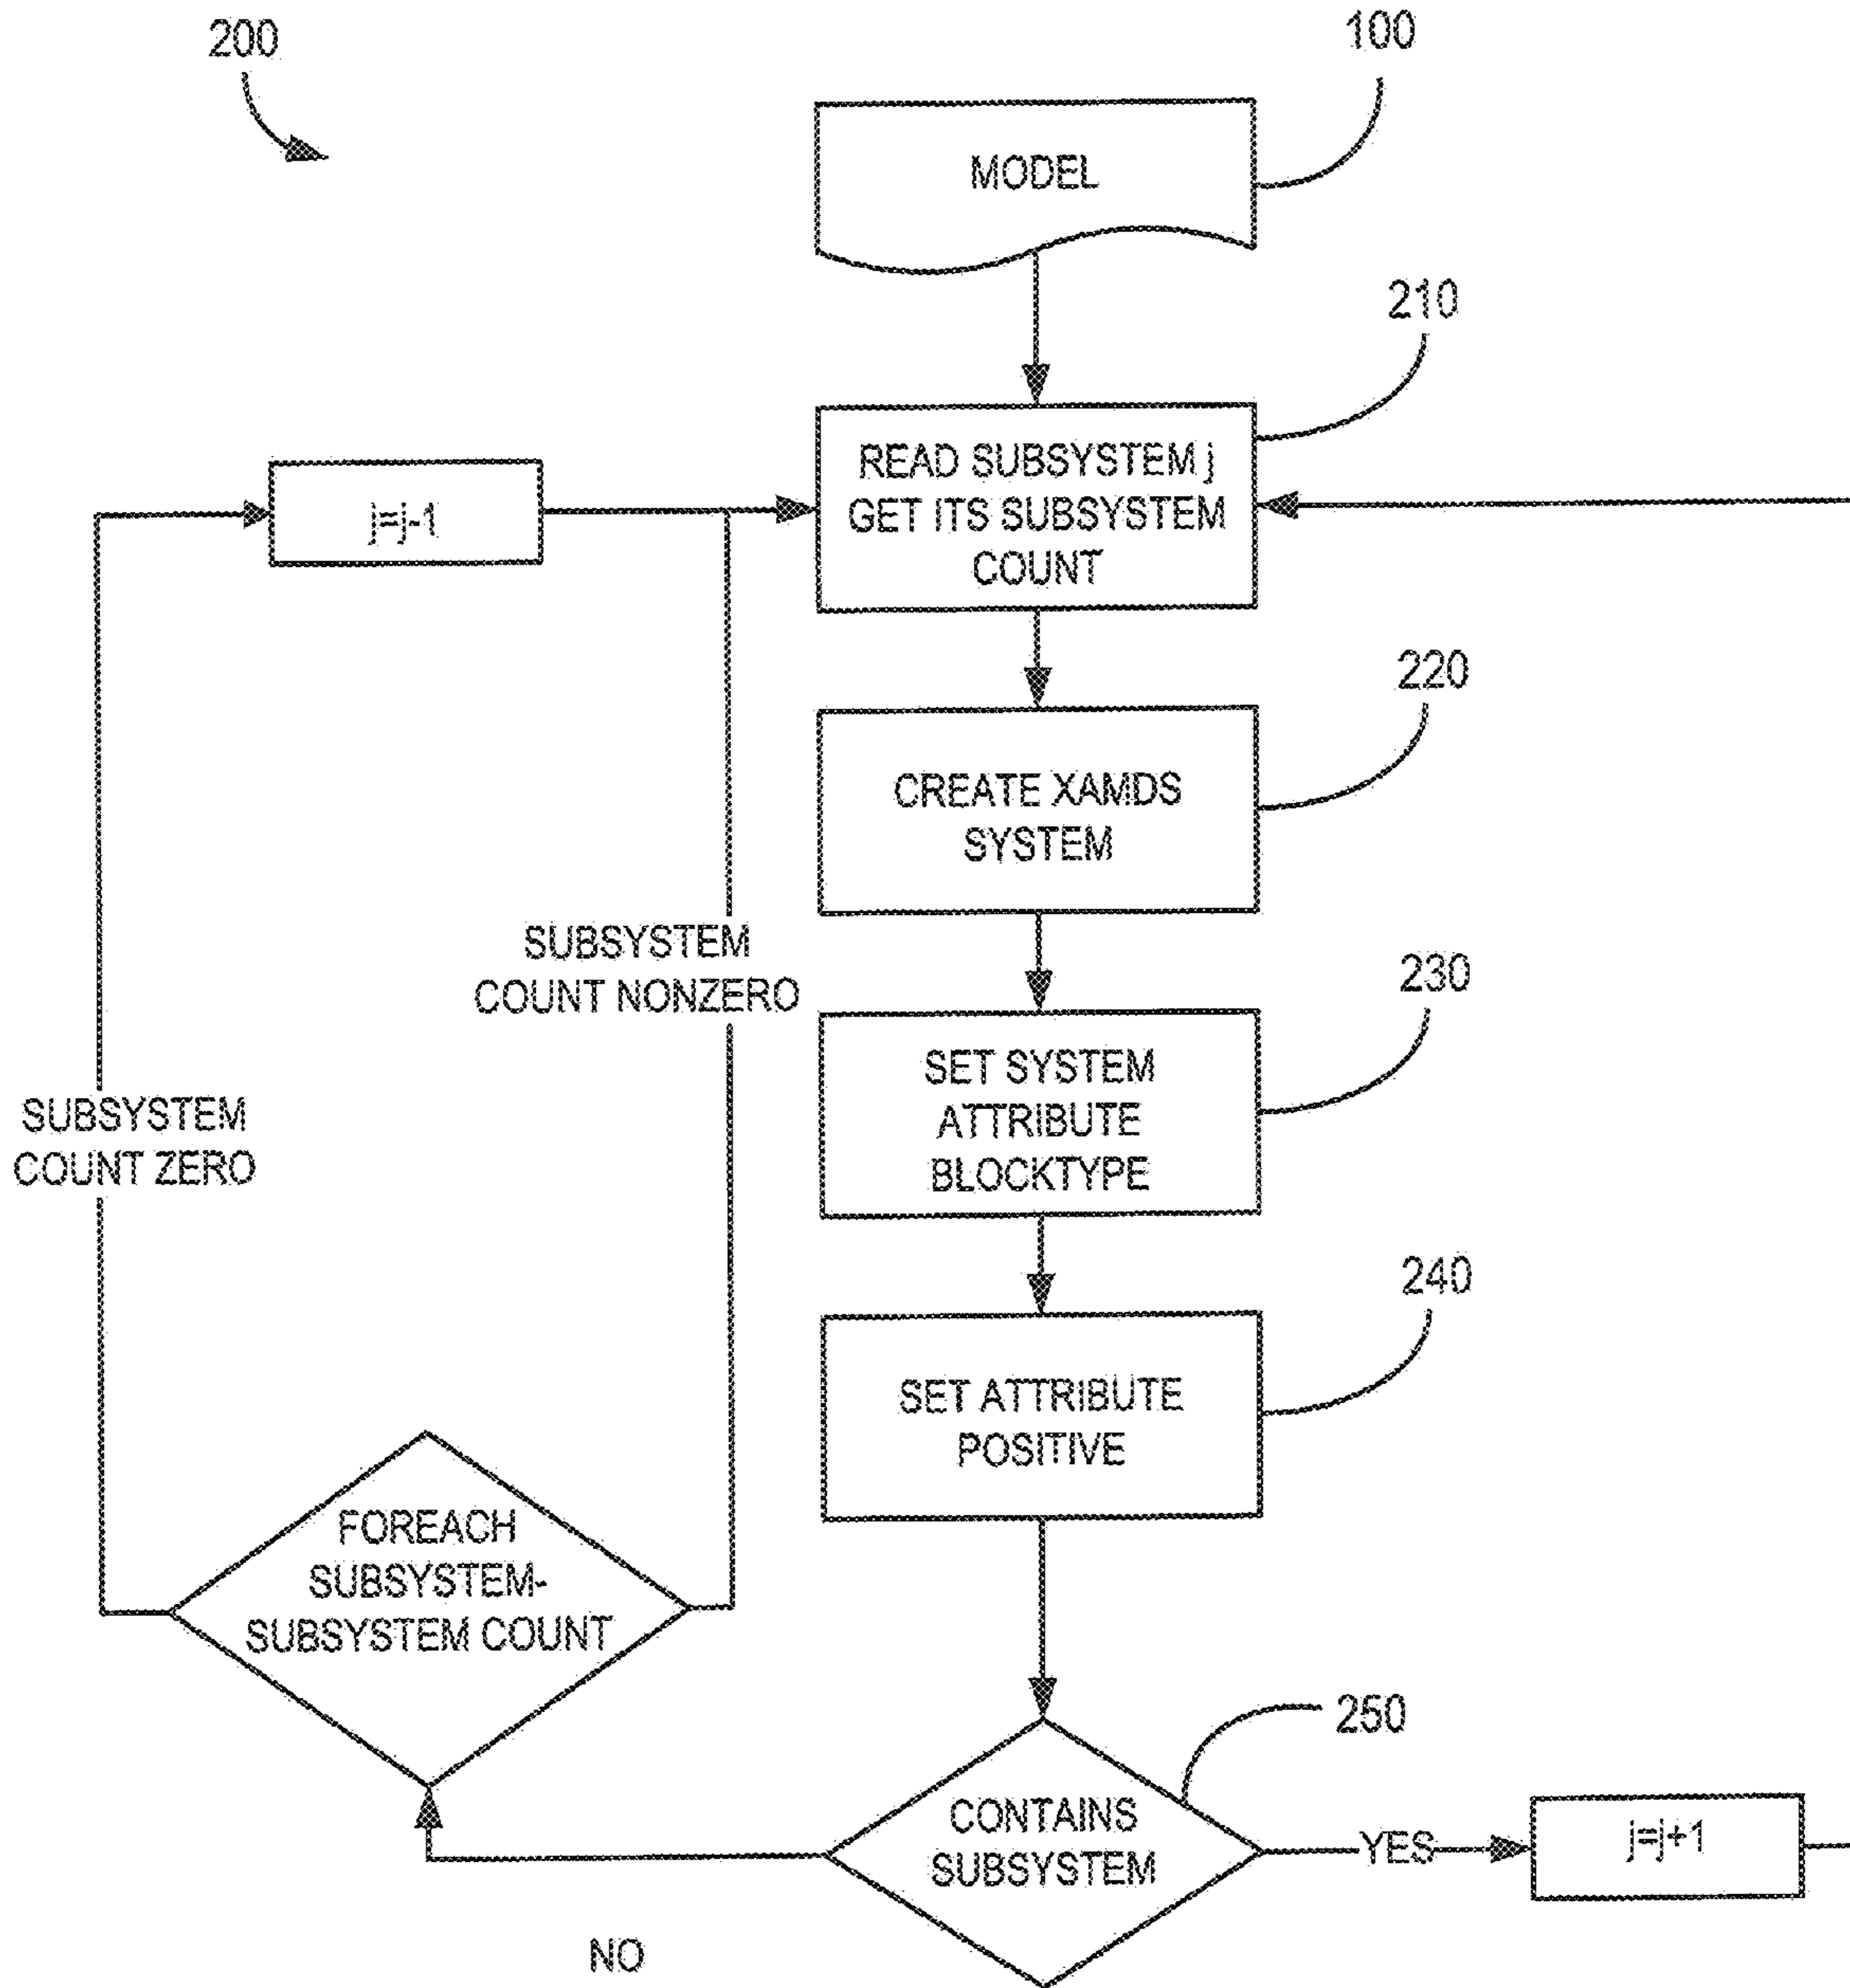 200
100
MODEL
210
READ SUBSYSTEM j
GET ITS SUBSYSTEM
COUNT
j=j-1
220
CREATE XAMDS
SYSTEM
SUBSYSTEM
COUNT NONZERO
230
SET SYSTEM
ATTRIBUTE
BLOCKTYPE
SUBSYSTEM
COUNT ZERO
240
SET ATTRIBUTE
POSITIVE
FOREACH
SUBSYSTEM-
SUBSYSTEM COUNT
250
CONTAINS
SUBSYSTEM
YES
j=j+1
NO